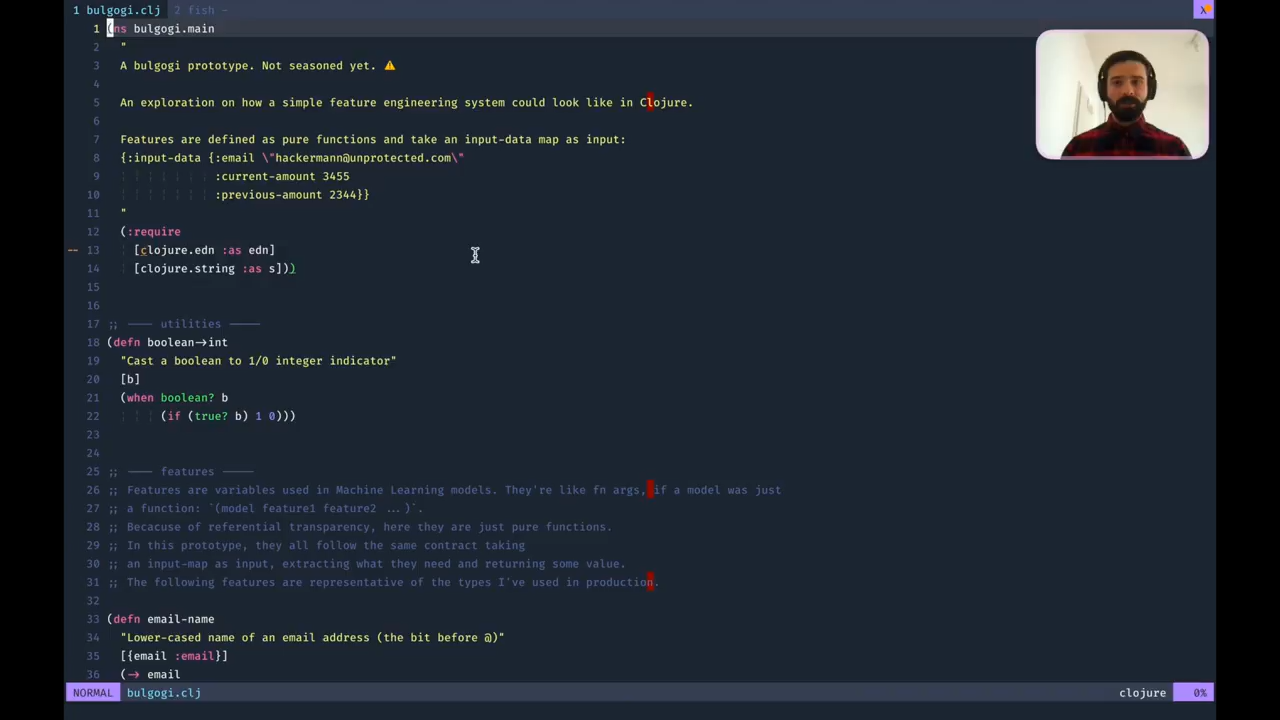 1 bulgogi.clj 2 fish - X
1 (ns bulgogi.main
2 "
3 A bulgogi prototype. Not seasoned yet. ⚠
4
5 An exploration on how a simple feature engineering system could look like in Clojure.
6
7 Features are defined as pure functions and take an input-data map as input:
8 {:input-data {:email \"hackermann@unprotected.com\"
9 :current-amount 3455
10 :previous-amount 2344}}
11 "
12 (:require
-- 13 [clojure.edn :as edn]
14 [clojure.string :as s]))
15
16
17 ;; ---- utilities -----
18 (defn boolean->int
19 "Cast a boolean to 1/0 integer indicator"
20 [b]
21 (when boolean? b
22 (if (true? b) 1 0)))
23
24
25 ;; ---- features -----
26 ;; Features are variables used in Machine Learning models. They're like fn args, if a model was just
27 ;; a function: `(model feature1 feature2 ...)`.
28 ;; Becacuse of referential transparency, here they are just pure functions.
29 ;; In this prototype, they all follow the same contract taking
30 ;; an input-map as input, extracting what they need and returning some value.
31 ;; The following features are representative of the types I've used in production.
32
33 (defn email-name
34 "Lower-cased name of an email address (the bit before @)"
35 [{email :email}]
36 (-> email
NORMAL bulgogi.clj clojure 0%